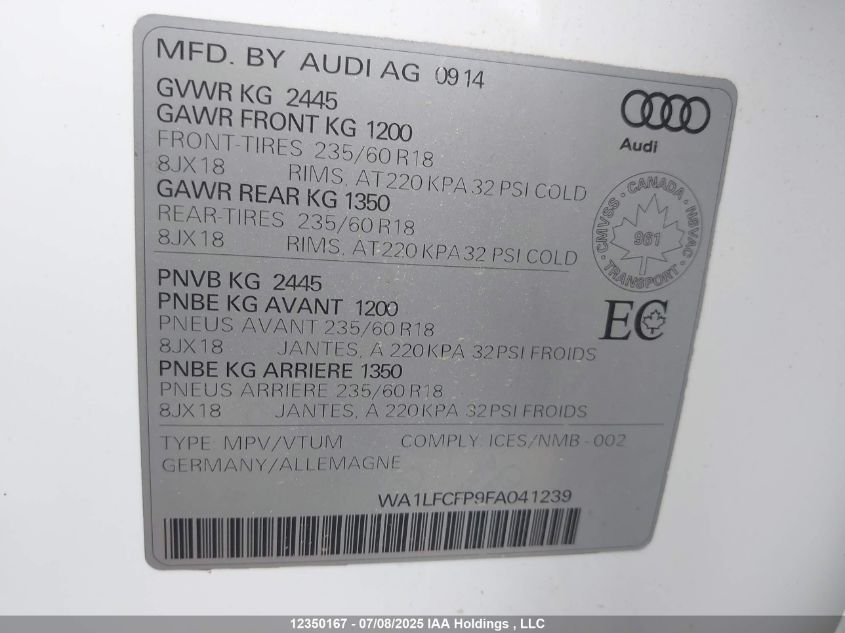 MFD. BY AUDI AG 09 14
GVWR KG 2445
GAWR FRONT KG 1200
FRONT-TIRES 235/60 R18
8JX18 RIMS, AT 220 KPA 32 PSI COLD
GAWR REAR KG 1350
REAR-TIRES 235/60 R18
8JX18 RIMS, AT 220 KPA 32 PSI COLD
Audi
CMVSS · CANADA · NSVAC · TRANSPORT ·
961
PNVB KG 2445
PNBE KG AVANT 1200
PNEUS AVANT 235/60 R18
8JX18 JANTES, A 220 KPA 32PSI FROIDS
PNBE KG ARRIERE 1350
PNEUS ARRIERE 235/60 R18
8JX18 JANTES, A 220 KPA 32PSI FROIDS
EC
TYPE: MPV/VTUM COMPLY: ICES/NMB-002
GERMANY/ALLEMAGNE
WA1LFCFP9FA041239
12350167 - 07/08/2025 IAA Holdings , LLC